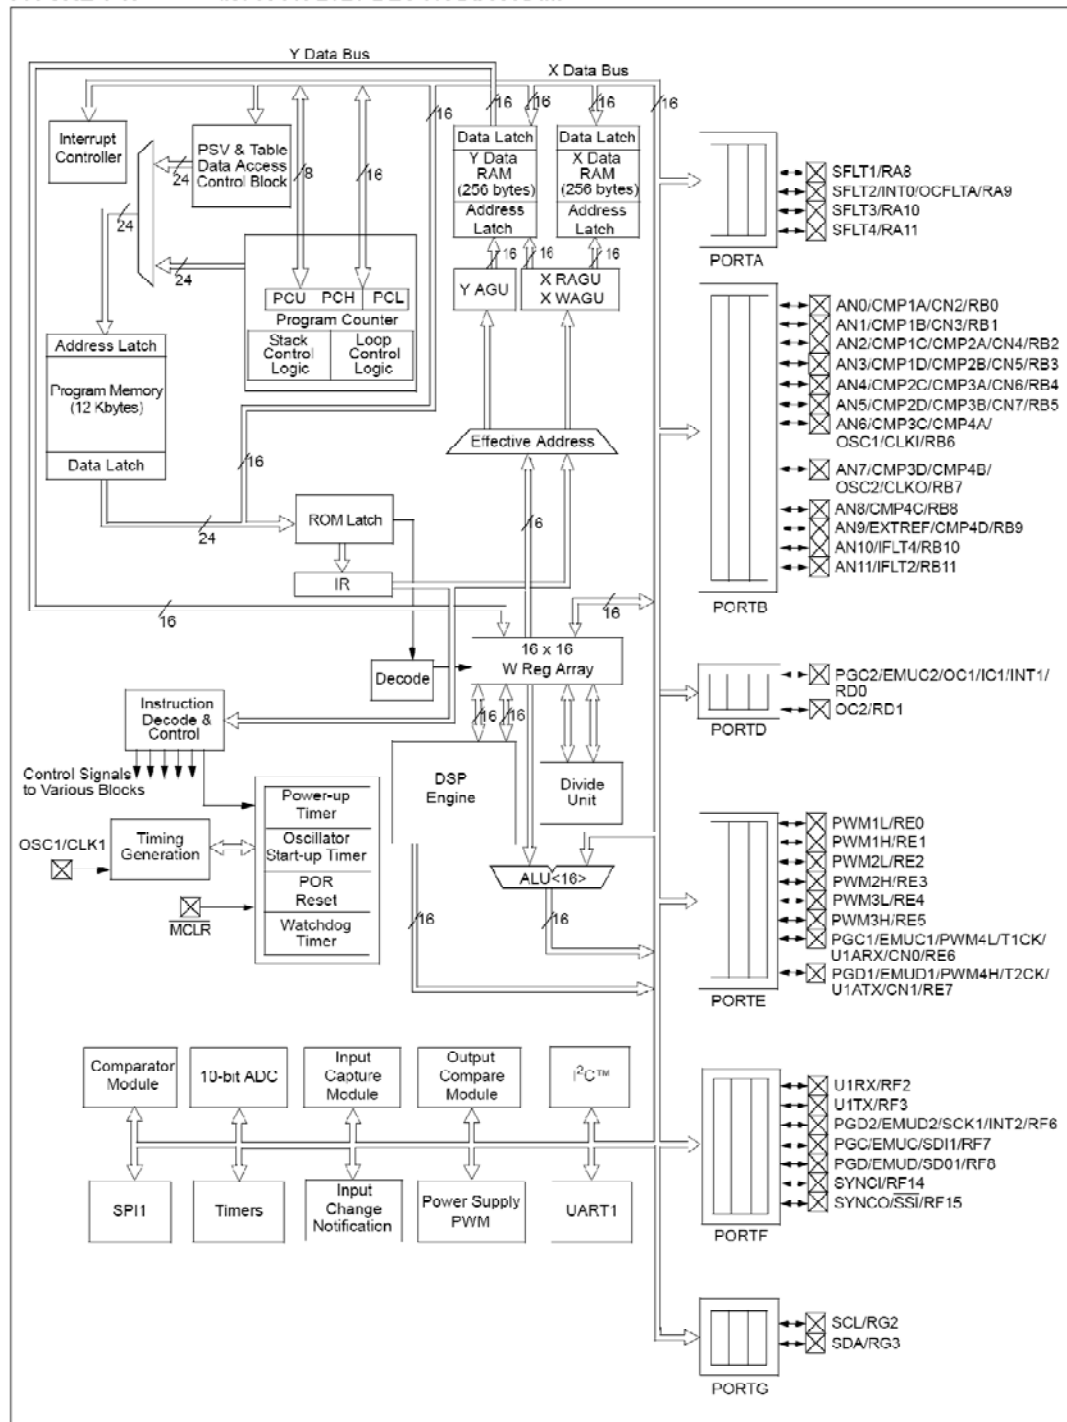 Y Data Bus
X Data Bus
16
16
16
16
16
Interrupt
Controller
PSV & Table
Data Access
Control Block
24
8
16
24
24
Data Latch
Y Data
RAM
(256 bytes)
Address
Latch
Data Latch
X Data
RAM
(256 bytes)
Address
Latch
16
16
16
Y AGU
X RAGU
X WAGU
PCU PCH PCL
Program Counter
Stack
Control
Logic
Loop
Control
Logic
Address Latch
Program Memory
(12 Kbytes)
Data Latch
Effective Address
16
24
ROM Latch
IR
6
16
16
16 x 16
W Reg Array
Decode
Instruction
Decode &
Control
Control Signals
to Various Blocks
16
16
DSP
Engine
Divide
Unit
Power-up
Timer
Oscillator
Start-up Timer
POR
Reset
Watchdog
Timer
OSC1/CLK1
Timing
Generation
MCLR
ALU<16>
16
16
Comparator
Module
10-bit ADC
Input
Capture
Module
Output
Compare
Module
I²C™
SPI1
Timers
Input
Change
Notification
Power Supply
PWM
UART1
SFLT1/RA8
SFLT2/INT0/OCFLTA/RA9
SFLT3/RA10
SFLT4/RA11
PORTA
AN0/CMP1A/CN2/RB0
AN1/CMP1B/CN3/RB1
AN2/CMP1C/CMP2A/CN4/RB2
AN3/CMP1D/CMP2B/CN5/RB3
AN4/CMP2C/CMP3A/CN6/RB4
AN5/CMP2D/CMP3B/CN7/RB5
AN6/CMP3C/CMP4A/
OSC1/CLKI/RB6
AN7/CMP3D/CMP4B/
OSC2/CLKO/RB7
AN8/CMP4C/RB8
AN9/EXTREF/CMP4D/RB9
AN10/IFLT4/RB10
AN11/IFLT2/RB11
PORTB
PGC2/EMUC2/OC1/IC1/INT1/
RD0
OC2/RD1
PORTD
PWM1L/RE0
PWM1H/RE1
PWM2L/RE2
PWM2H/RE3
PWM3L/RE4
PWM3H/RE5
PGC1/EMUC1/PWM4L/T1CK/
U1ARX/CN0/RE6
PGD1/EMUD1/PWM4H/T2CK/
U1ATX/CN1/RE7
PORTE
U1RX/RF2
U1TX/RF3
PGD2/EMUD2/SCK1/INT2/RF6
PGC/EMUC/SDI1/RF7
PGD/EMUD/SD01/RF8
SYNCI/RF14
SYNCO/SSI/RF15
PORTF
SCL/RG2
SDA/RG3
PORTG